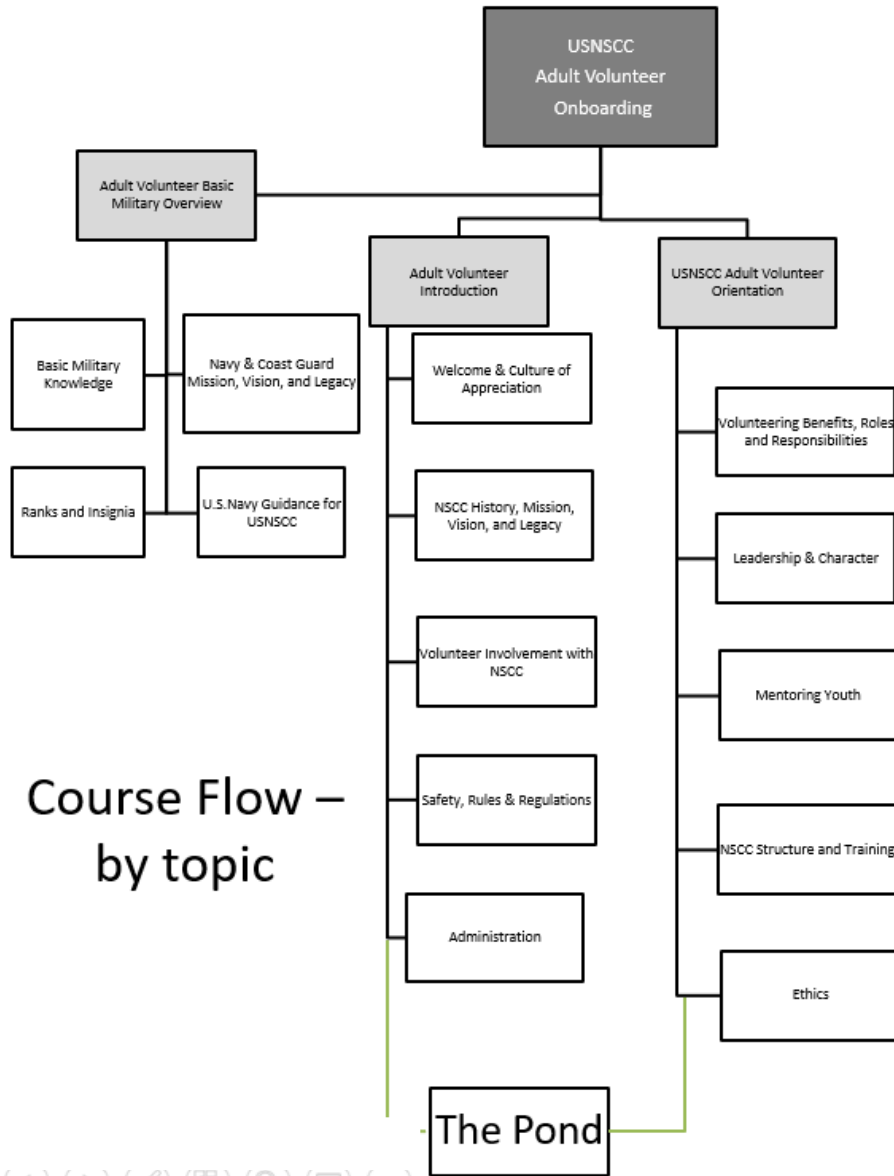 USNSCC
Adult Volunteer
Onboarding
Adult Volunteer Basic
Military Overview
Adult Volunteer
Introduction
USNSCC Adult Volunteer
Orientation
Basic Military
Knowledge
Navy & Coast Guard
Mission, Vision, and Legacy
Ranks and Insignia
U.S.Navy Guidance for
USNSCC
Welcome & Culture of
Appreciation
NSCC History, Mission,
Vision, and Legacy
Volunteer Involvement with
NSCC
Safety, Rules & Regulations
Administration
Volunteering Benefits, Roles
and Responsibilities
Leadership & Character
Mentoring Youth
NSCC Structure and Training
Ethics
Course Flow –
by topic
The Pond